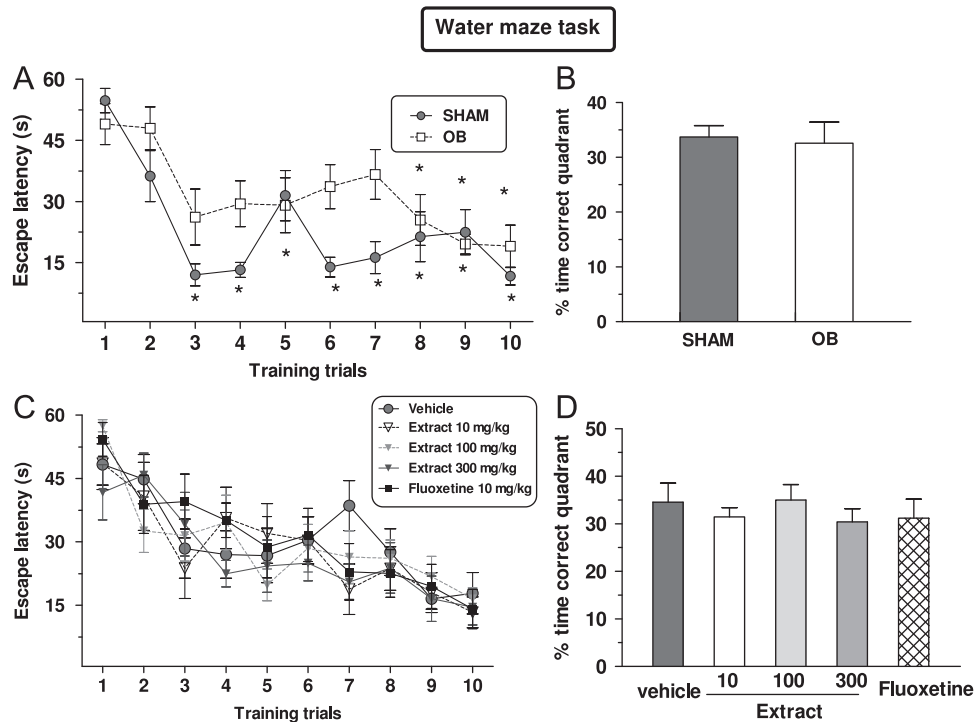 Water maze task
A
60
45
30
15
Escape latency (s)
SHAM
OB
*
*
*
*
*
*
*
*
*
*
*
1 2 3 4 5 6 7 8 9 10
Training trials
B
40
30
20
10
0
% time correct quadrant
SHAM OB
C
60
45
30
15
Escape latency (s)
Vehicle
Extract 10 mg/kg
Extract 100 mg/kg
Extract 300 mg/kg
Fluoxetine 10 mg/kg
1 2 3 4 5 6 7 8 9 10
Training trials
D
50
40
30
20
10
0
% time correct quadrant
vehicle 10 100 300 Fluoxetine
Extract